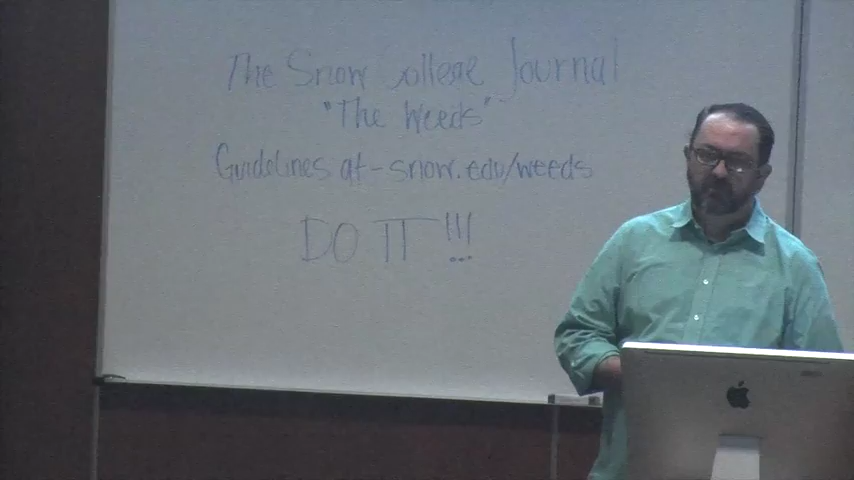 The Snow College Journal
"The Weeds"
Guidelines at - snow.edu/weeds
DO IT !!!